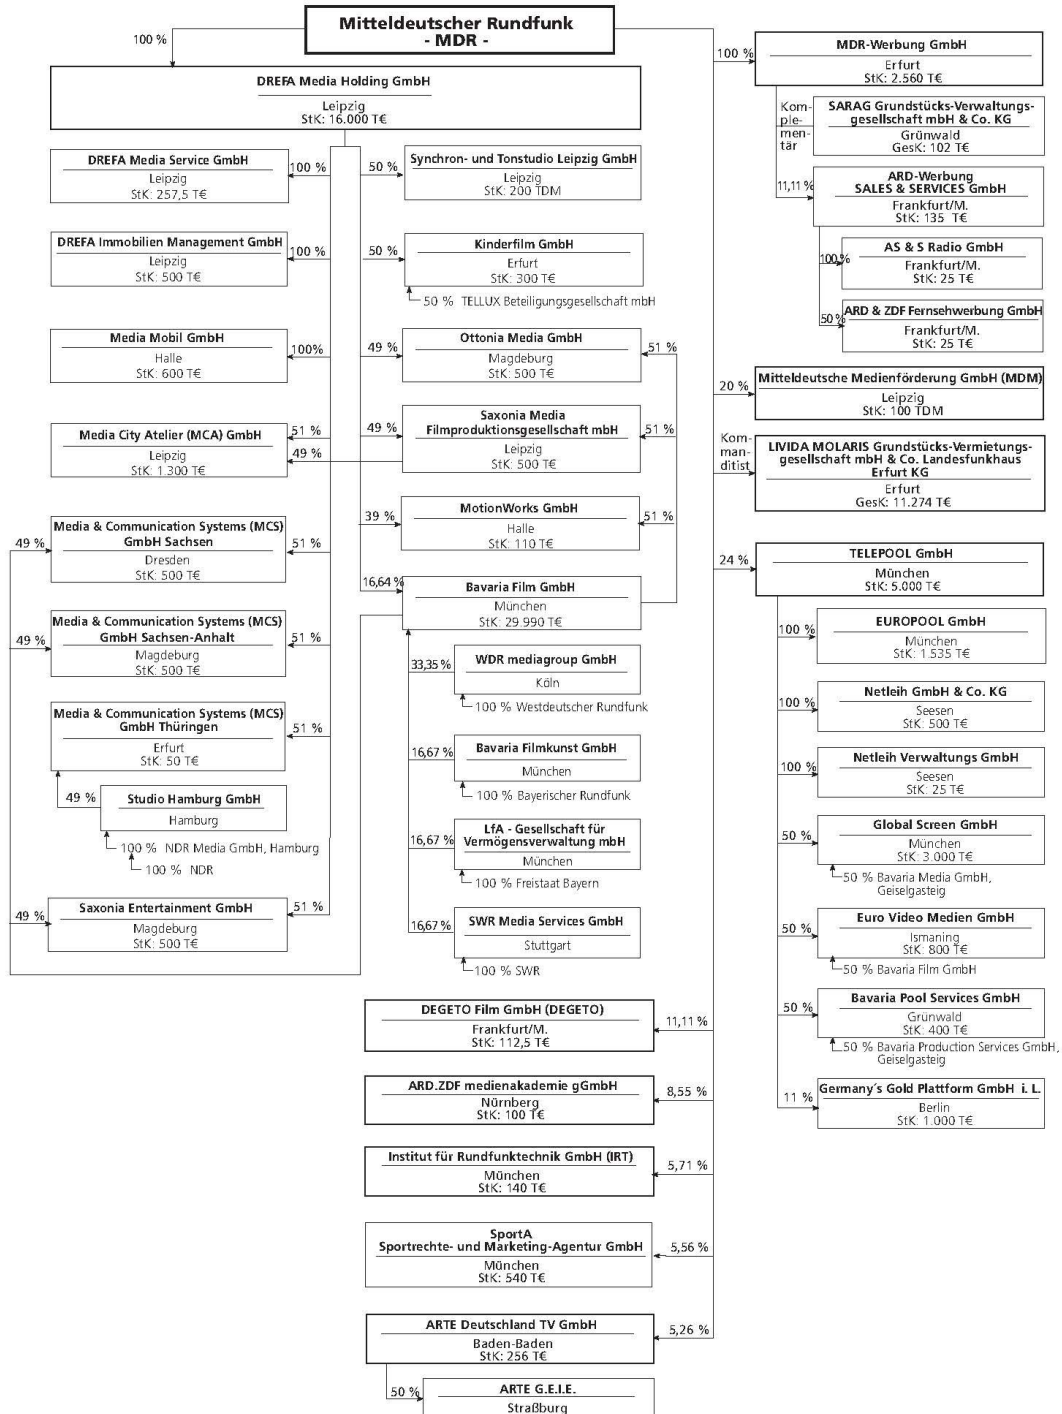 Mitteldeutscher Rundfunk
- MDR -
100 %
DREFA Media Holding GmbH
Leipzig
StK: 16.000 T€
DREFA Media Service GmbH
Leipzig
StK: 257,5 T€
100 %
DREFA Immobilien Management GmbH
Leipzig
StK: 500 T€
100 %
Media Mobil GmbH
Halle
StK: 600 T€
100%
Media City Atelier (MCA) GmbH
Leipzig
StK: 1.300 T€
51 %
49 %
Media & Communication Systems (MCS)
GmbH Sachsen
Dresden
StK: 500 T€
49 %
51 %
Media & Communication Systems (MCS)
GmbH Sachsen-Anhalt
Magdeburg
StK: 500 T€
49 %
51 %
Media & Communication Systems (MCS)
GmbH Thüringen
Erfurt
StK: 50 T€
51 %
49 %
Studio Hamburg GmbH
Hamburg
100 % NDR Media GmbH, Hamburg
100 % NDR
Saxonia Entertainment GmbH
Magdeburg
StK: 500 T€
49 %
51 %
50 %
Synchron- und Tonstudio Leipzig GmbH
Leipzig
StK: 200 TDM
50 %
Kinderfilm GmbH
Erfurt
StK: 300 T€
50 % TELLUX Beteiligungsgesellschaft mbH
49 %
Ottonia Media GmbH
Magdeburg
StK: 500 T€
51 %
49 %
Saxonia Media
Filmproduktionsgesellschaft mbH
Leipzig
StK: 500 T€
51 %
39 %
MotionWorks GmbH
Halle
StK: 110 T€
51 %
16,64 %
Bavaria Film GmbH
München
StK: 29.990 T€
33,35 %
WDR mediagroup GmbH
Köln
100 % Westdeutscher Rundfunk
16,67 %
Bavaria Filmkunst GmbH
München
100 % Bayerischer Rundfunk
16,67 %
LfA - Gesellschaft für
Vermögensverwaltung mbH
München
100 % Freistaat Bayern
16,67 %
SWR Media Services GmbH
Stuttgart
100 % SWR
DEGETO Film GmbH (DEGETO)
Frankfurt/M.
StK: 112,5 T€
11,11 %
ARD.ZDF medienakademie gGmbH
Nürnberg
StK: 100 T€
8,55 %
Institut für Rundfunktechnik GmbH (IRT)
München
StK: 140 T€
5,71 %
SportA
Sportrechte- und Marketing-Agentur GmbH
München
StK: 540 T€
5,56 %
ARTE Deutschland TV GmbH
Baden-Baden
StK: 256 T€
5,26 %
50 %
ARTE G.E.I.E.
Straßburg
100 %
MDR-Werbung GmbH
Erfurt
StK: 2.560 T€
Kom-
ple-
men-
tär
SARAG Grundstücks-Verwaltungs-
gesellschaft mbH & Co. KG
Grünwald
GesK: 102 T€
11,11 %
ARD-Werbung
SALES & SERVICES GmbH
Frankfurt/M.
StK: 135 T€
100%
AS & S Radio GmbH
Frankfurt/M.
StK: 25 T€
50 %
ARD & ZDF Fernsehwerbung GmbH
Frankfurt/M.
StK: 25 T€
20 %
Mitteldeutsche Medienförderung GmbH (MDM)
Leipzig
StK: 100 TDM
Kom-
man-
ditist
LIVIDA MOLARIS Grundstücks-Vermietungs-
gesellschaft mbH & Co. Landesfunkhaus
Erfurt KG
Erfurt
GesK: 11.274 T€
24 %
TELEPOOL GmbH
München
StK: 5.000 T€
100 %
EUROPOOL GmbH
München
StK: 1.535 T€
100 %
Netleih GmbH & Co. KG
Seesen
StK: 500 T€
100 %
Netleih Verwaltungs GmbH
Seesen
StK: 25 T€
50 %
Global Screen GmbH
München
StK: 3.000 T€
50 % Bavaria Media GmbH,
Geiselgasteig
50 %
Euro Video Medien GmbH
Ismaning
StK: 800 T€
50 % Bavaria Film GmbH
50 %
Bavaria Pool Services GmbH
Grünwald
StK: 400 T€
50 % Bavaria Production Services GmbH,
Geiselgasteig
11 %
Germany´s Gold Plattform GmbH i. L.
Berlin
StK: 1.000 T€